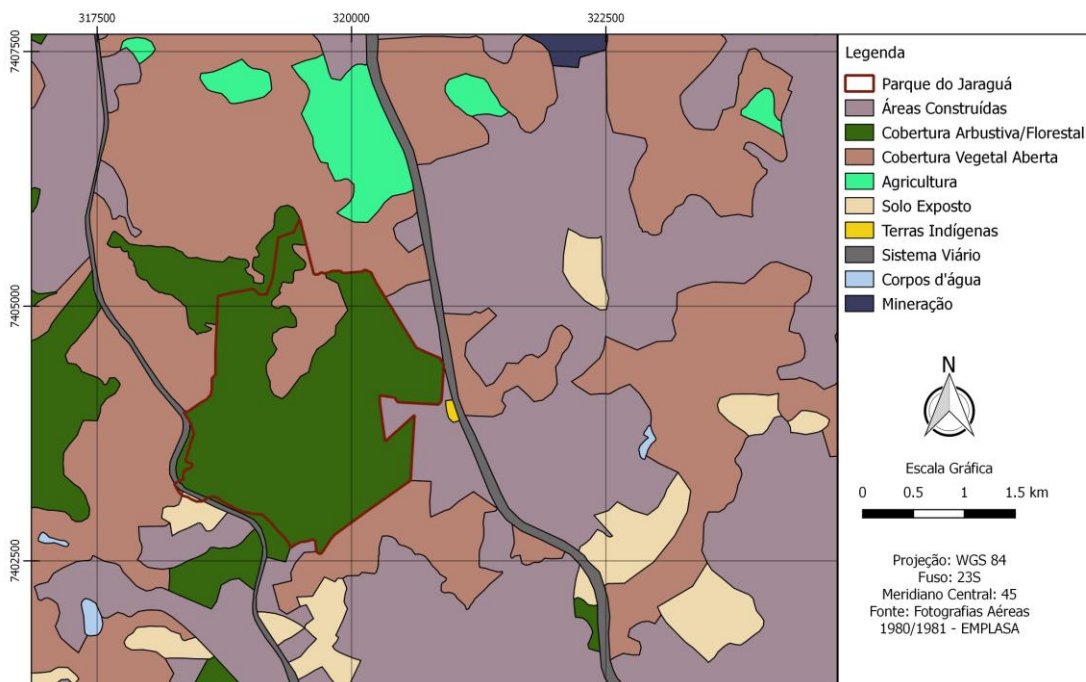 317500
320000
322500
7407500
7405000
7402500
Legenda
Parque do Jaraguá
Áreas Construídas
Cobertura Arbustiva/Florestal
Cobertura Vegetal Aberta
Agricultura
Solo Exposto
Terras Indígenas
Sistema Viário
Corpos d'água
Mineração
N
Escala Gráfica
0 0.5 1 1.5 km
Projeção: WGS 84
Fuso: 23S
Meridiano Central: 45
Fonte: Fotografias Aéreas
1980/1981 - EMPLASA